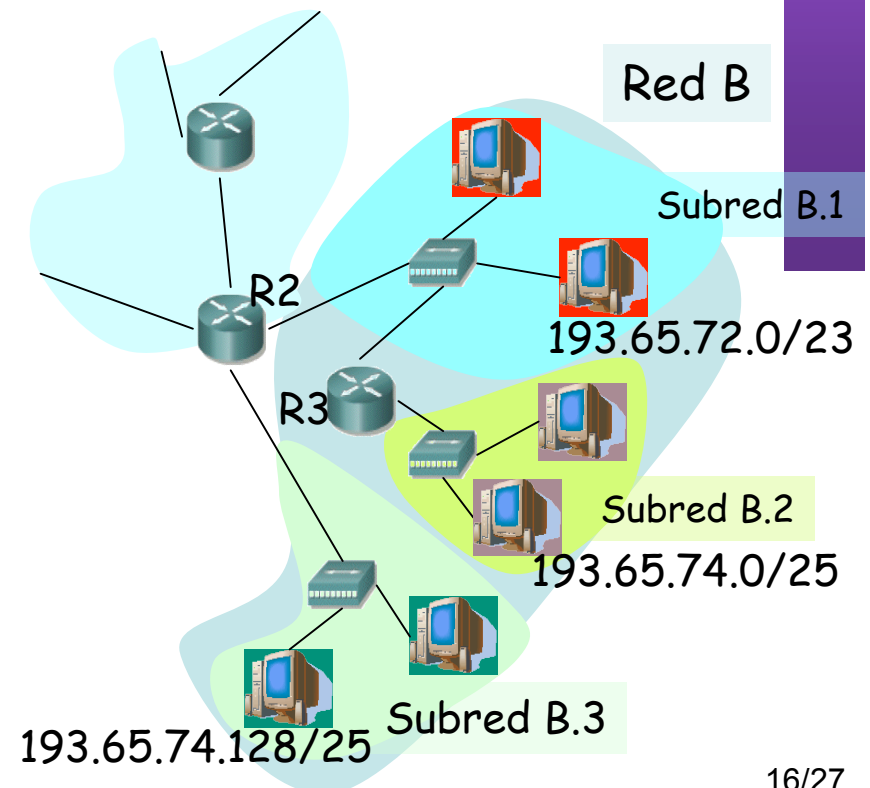 Red B
Subred B.1
R2
193.65.72.0/23
R3
Subred B.2
193.65.74.0/25
Subred B.3
193.65.74.128/25
16/27